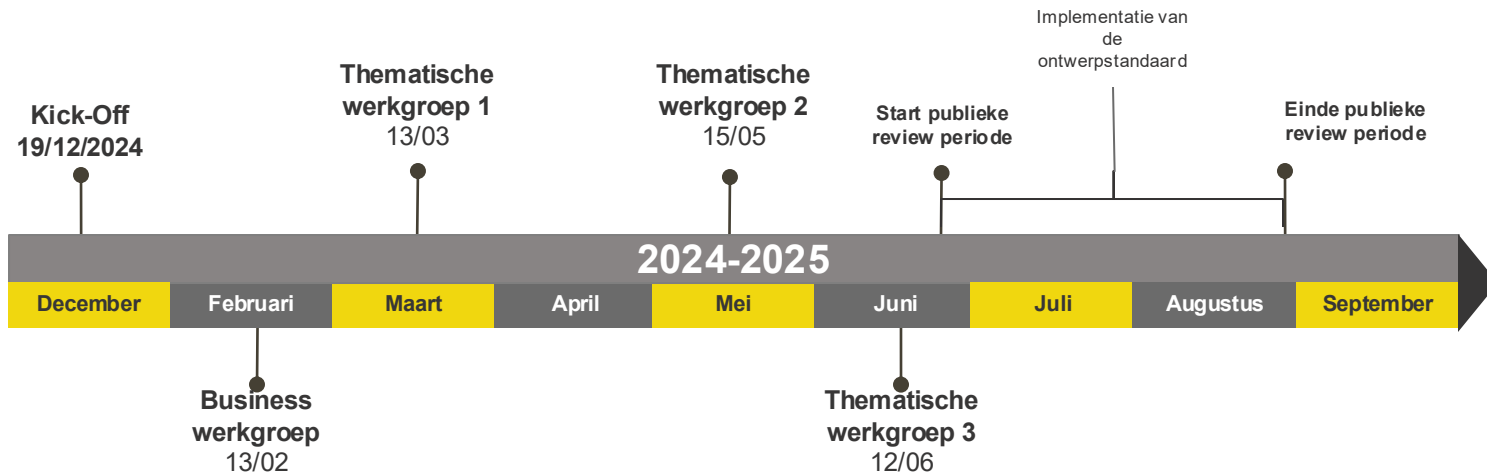 Implementatie van
de
ontwerpstandaard
Kick-Off
19/12/2024
Thematische
werkgroep 1
13/03
Thematische
werkgroep 2
15/05
Start publieke
review periode
Einde publieke
review periode
2024-2025
December
Februari
Maart
April
Mei
Juni
Juli
Augustus
September
Business
werkgroep
13/02
Thematische
werkgroep 3
12/06